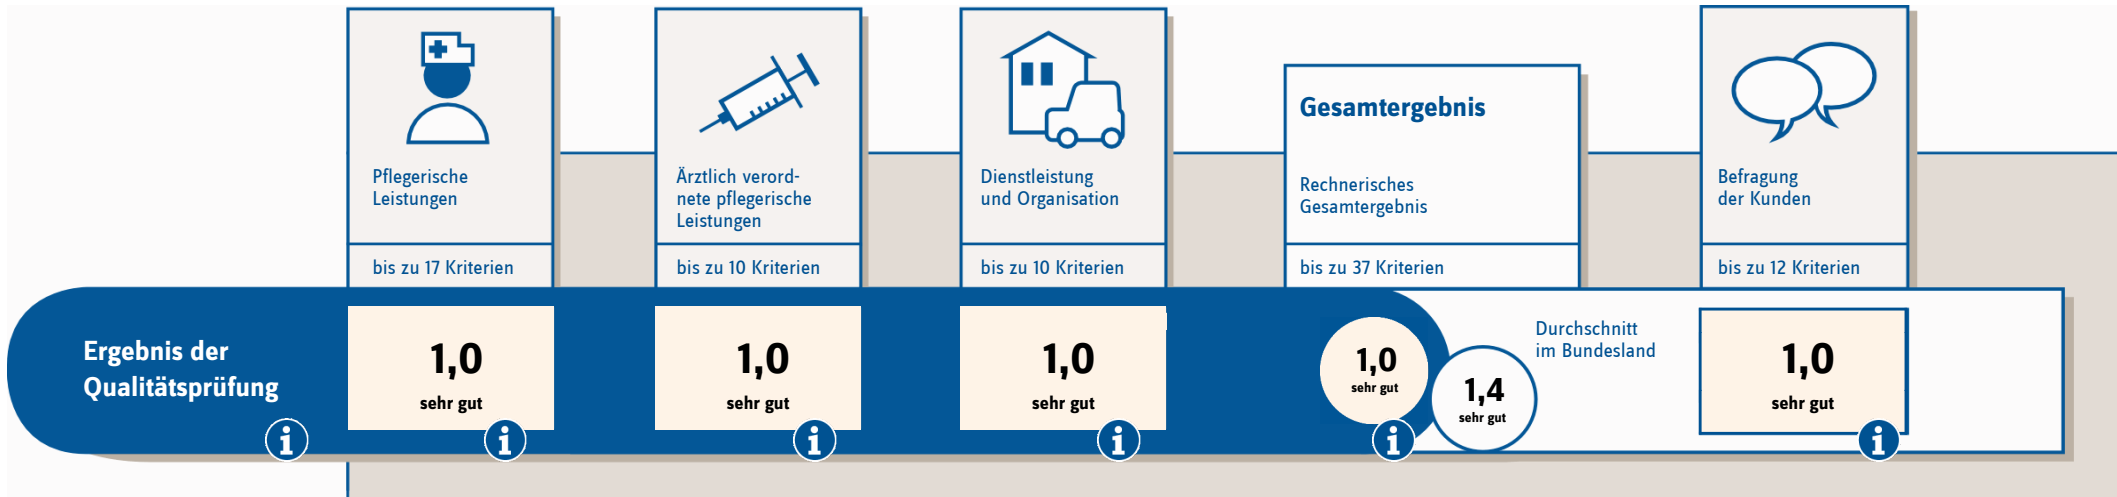 Pflegerische
Leistungen
bis zu 17 Kriterien
Ärztlich verord-
nete pflegerische
Leistungen
bis zu 10 Kriterien
Dienstleistung
und Organisation
bis zu 10 Kriterien
Gesamtergebnis
Rechnerisches
Gesamtergebnis
bis zu 37 Kriterien
Befragung
der Kunden
bis zu 12 Kriterien
Ergebnis der
Qualitätsprüfung
i
1,0
sehr gut
i
1,0
sehr gut
i
1,0
sehr gut
i
1,0
sehr gut
i
1,4
sehr gut
Durchschnitt
im Bundesland
1,0
sehr gut
i